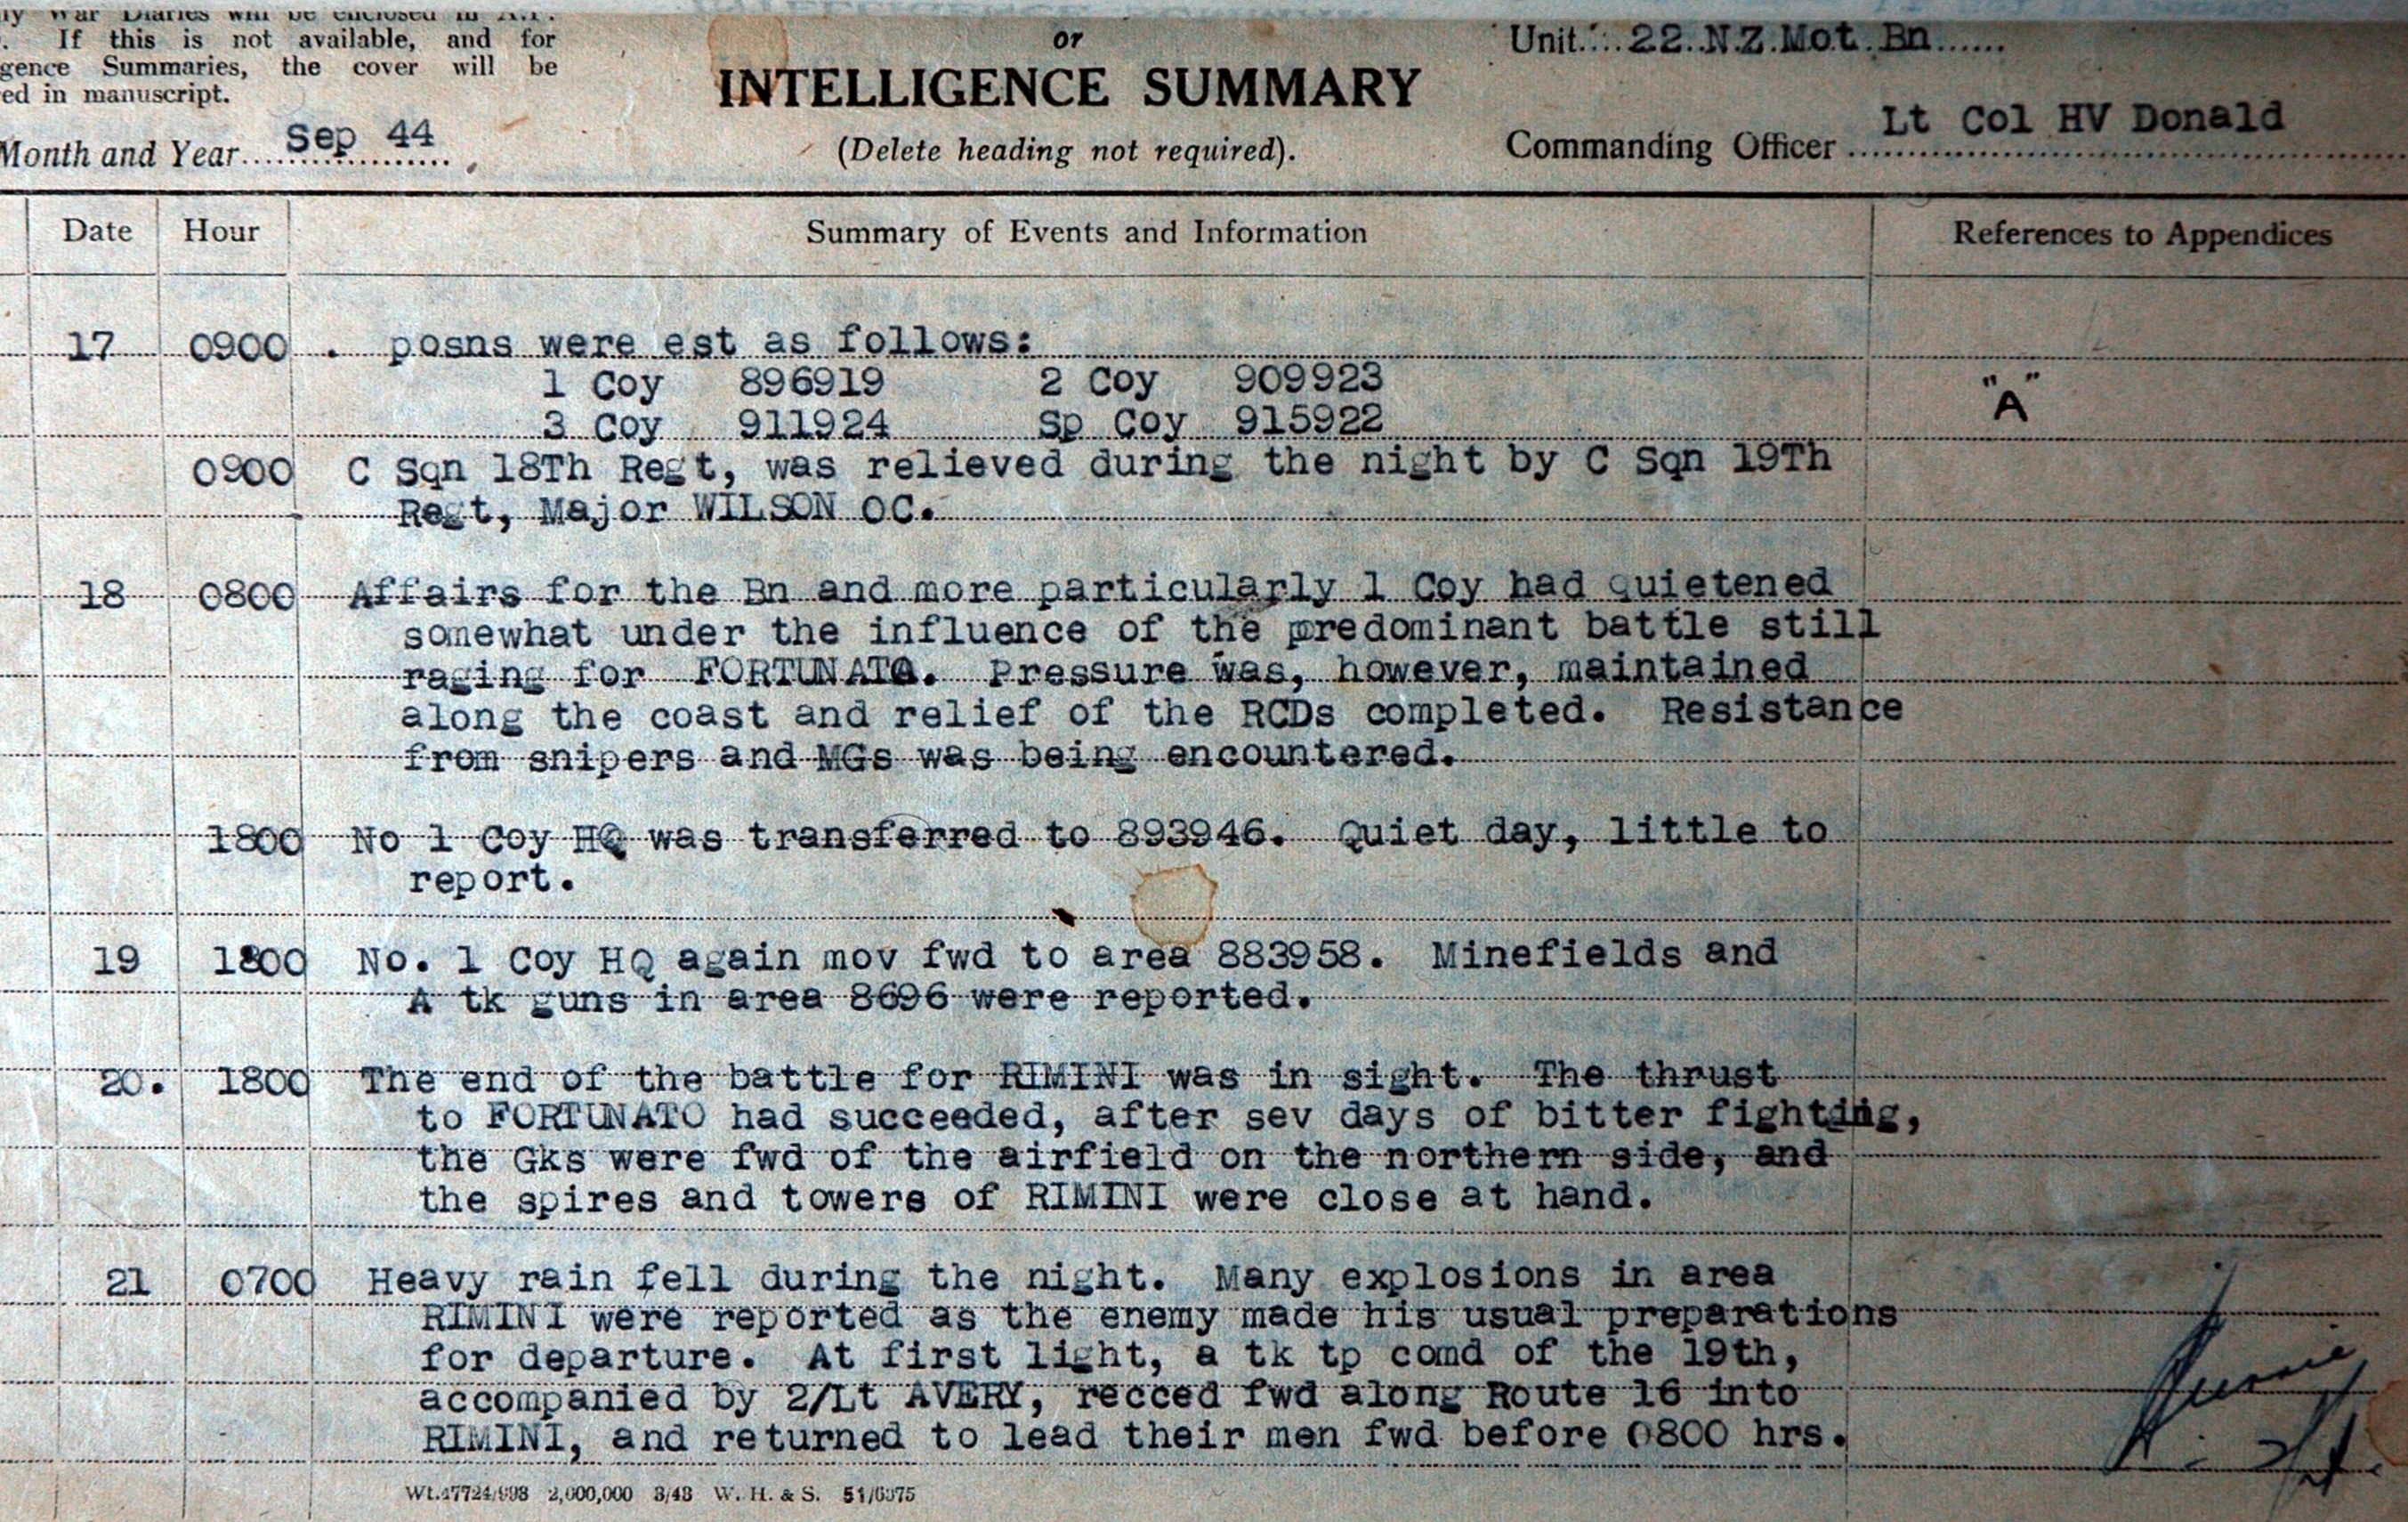 War Diaries will be enclosed in A.F.
. If this is not available, and for
gence Summaries, the cover will be
ed in manuscript.
or
INTELLIGENCE SUMMARY
(Delete heading not required).
Unit... 22.N.Z.Mot.Bn......
Month and Year.... Sep 44
Commanding Officer Lt Col HV Donald
Date Hour Summary of Events and Information References to Appendices
17 0900 . posns were est as follows:
1 Coy 896919 2 Coy 909923
"A"
3 Coy 911924 Sp Coy 915922
0900 C Sqn 18Th Regt, was relieved during the night by C Sqn 19Th
Regt, Major WILSON OC.
18 0800 Affairs for the Bn and more particularly 1 Coy had quietened
somewhat under the influence of the predominant battle still
raging for FORTUNATO. Pressure was, however, maintained
along the coast and relief of the RCDs completed. Resistance
from snipers and MGs was being encountered.
1800 No 1 Coy HQ was transferred to 893946. Quiet day, little to
report.
19 1800 No. 1 Coy HQ again mov fwd to area 883958. Minefields and
A tk guns in area 8696 were reported.
20. 1800 The end of the battle for RIMINI was in sight. The thrust
to FORTUNATO had succeeded, after sev days of bitter fighting,
the Gks were fwd of the airfield on the northern side, and
the spires and towers of RIMINI were close at hand.
21 0700 Heavy rain fell during the night. Many explosions in area
RIMINI were reported as the enemy made his usual preparations
for departure. At first light, a tk tp comd of the 19th,
accompanied by 2/Lt AVERY, recced fwd along Route 16 into
RIMINI, and returned to lead their men fwd before 0800 hrs.
2,000,000 3/43 W. H. & S.